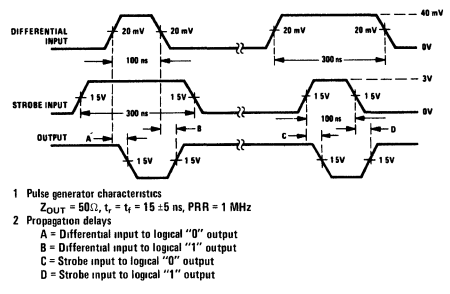 40 mV
DIFFERENTIAL
INPUT
20 mV 20 mV 20 mV 20 mV
100 ns 300 ns
0V
3V
STROBE INPUT
1 5V 1 5V 1 5V 1 5V
300 ns 100 ns
0V
A B C D
OUTPUT
1 5V 1 5V 1 5V 1 5V
1 Pulse generator characteristics
Z_OUT = 50Ω, t_r = t_f = 15 ±5 ns, PRR = 1 MHz
2 Propagation delays
A = Differential input to logical "0" output
B = Differential input to logical "1" output
C = Strobe input to logical "0" output
D = Strobe input to logical "1" output